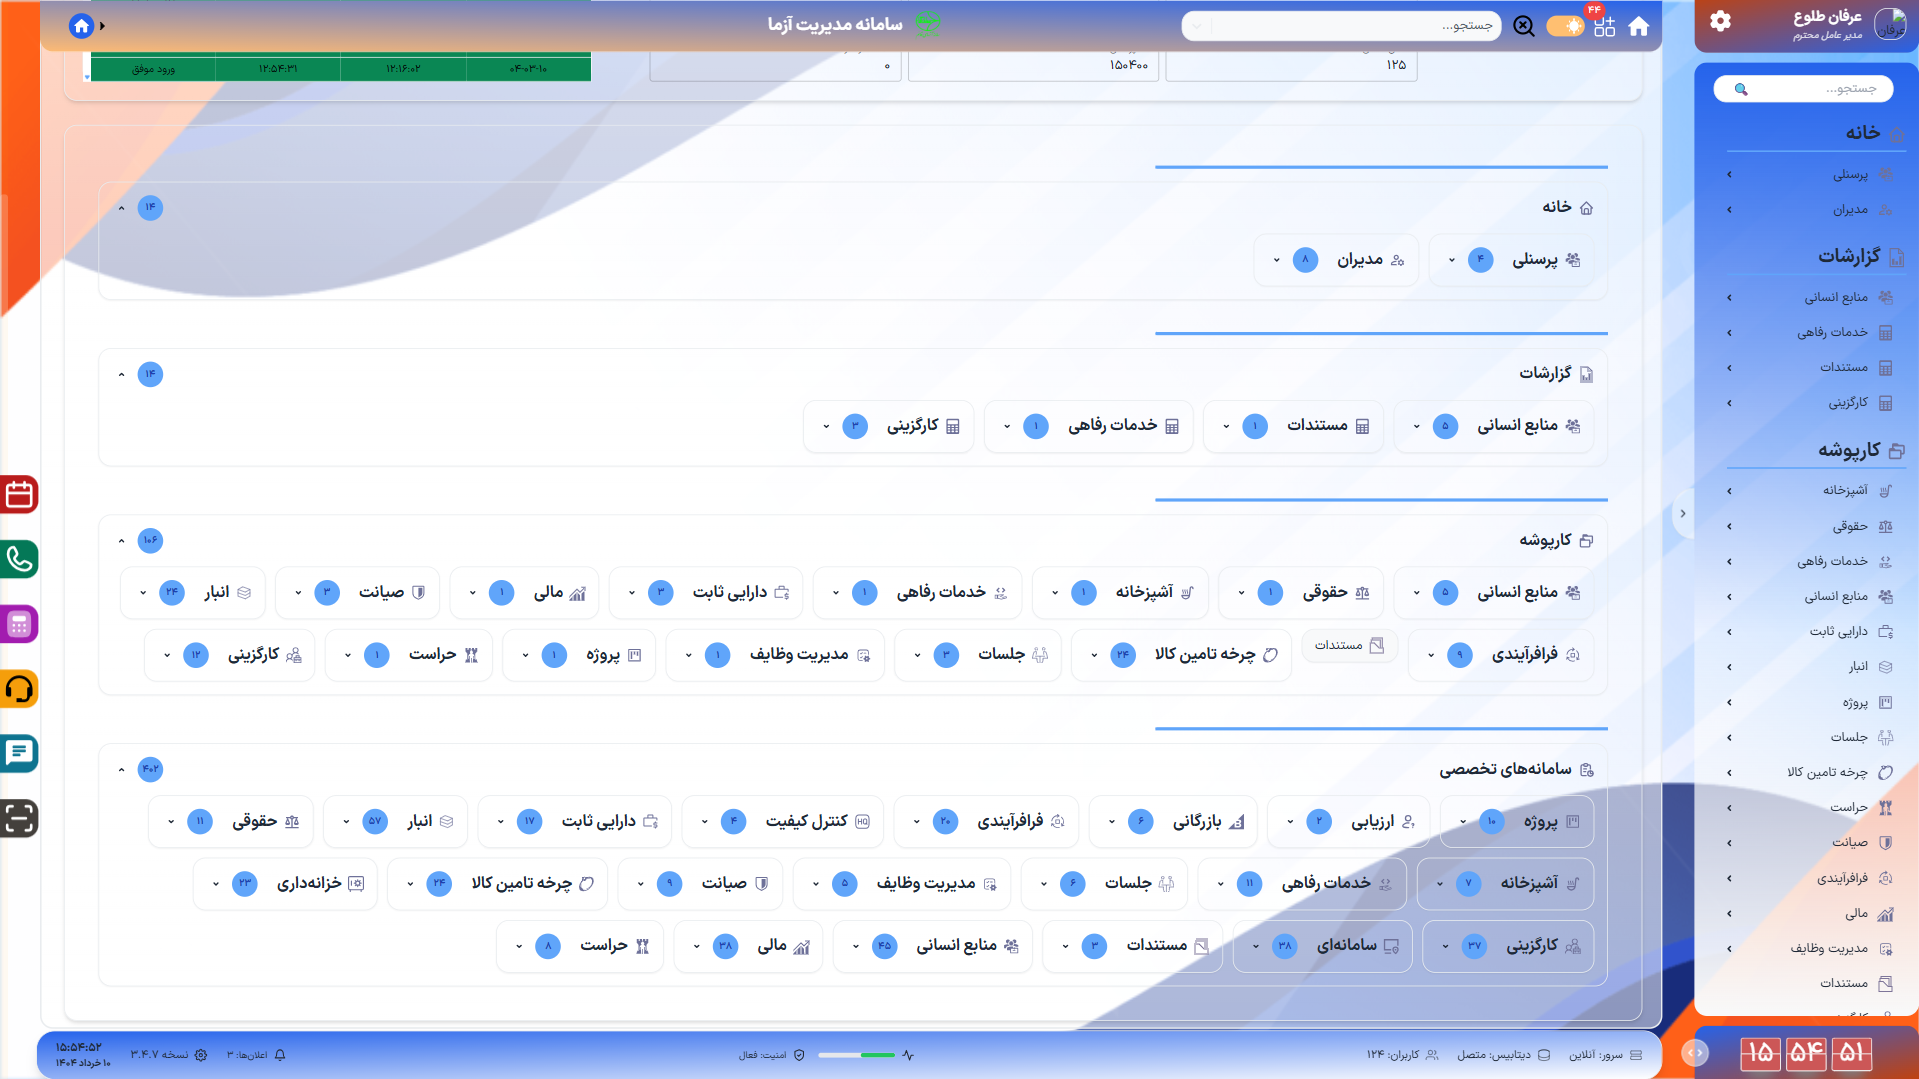 عرفان طلوع
مدیر عامل محترم
جستجو...
خانه
پرسنلی
مدیران
گزارشات
منابع انسانی
خدمات رفاهی
مستندات
کارگزینی
کارپوشه
آشپزخانه
حقوقی
خدمات رفاهی
منابع انسانی
دارایی ثابت
انبار
پروژه
جلسات
چرخه تامین کالا
حراست
صیانت
فرافرآیندی
مالی
مدیریت وظایف
مستندات
۱۵ ۵۴ ۵۱
۴۴
جستجو...
سامانه مدیریت آزما
۱۲۵
۱۵۰۴۰۰
۰
۰۴-۰۳-۱۰ ۱۲:۱۶:۰۲ ۱۲:۵۴:۳۱ ورود موفق
خانه ۱۴
پرسنلی ۴ مدیران ۸
گزارشات ۱۴
منابع انسانی ۵ مستندات ۱ خدمات رفاهی ۱ کارگزینی ۳
کارپوشه ۱۰۶
منابع انسانی ۵ حقوقی ۱ آشپزخانه ۱ خدمات رفاهی ۱ دارایی ثابت ۳ مالی ۱ صیانت ۳ انبار ۲۴
فرافرآیندی ۹ مستندات چرخه تامین کالا ۲۴ جلسات ۳ مدیریت وظایف ۱ پروژه ۱ حراست ۱ کارگزینی ۱۲
سامانه‌های تخصصی ۴۰۲
پروژه ۱۰ ارزیابی ۲ بازرگانی ۶ فرافرآیندی ۲۰ کنترل کیفیت ۴ دارایی ثابت ۱۷ انبار ۵۷ حقوقی ۱۱
آشپزخانه ۷ خدمات رفاهی ۱۱ جلسات ۶ مدیریت وظایف ۵ صیانت ۹ چرخه تامین کالا ۲۴ خزانه‌داری ۲۳
کارگزینی ۳۷ سامانه‌ای ۳۸ مستندات ۳ منابع انسانی ۴۵ مالی ۳۸ حراست ۸
سرور: آنلاین دیتابیس: متصل کاربران: ۱۲۴
امنیت: فعال
اعلان‌ها: ۳ نسخه ۳.۴.۷
۱۵:۵۴:۵۲
۱۰ خرداد ۱۴۰۴